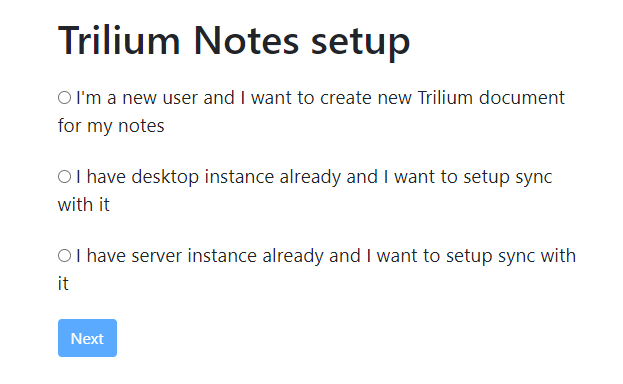 Trilium Notes setup
I'm a new user and I want to create new Trilium document
for my notes
I have desktop instance already and I want to setup sync
with it
I have server instance already and I want to setup sync with
it
Next